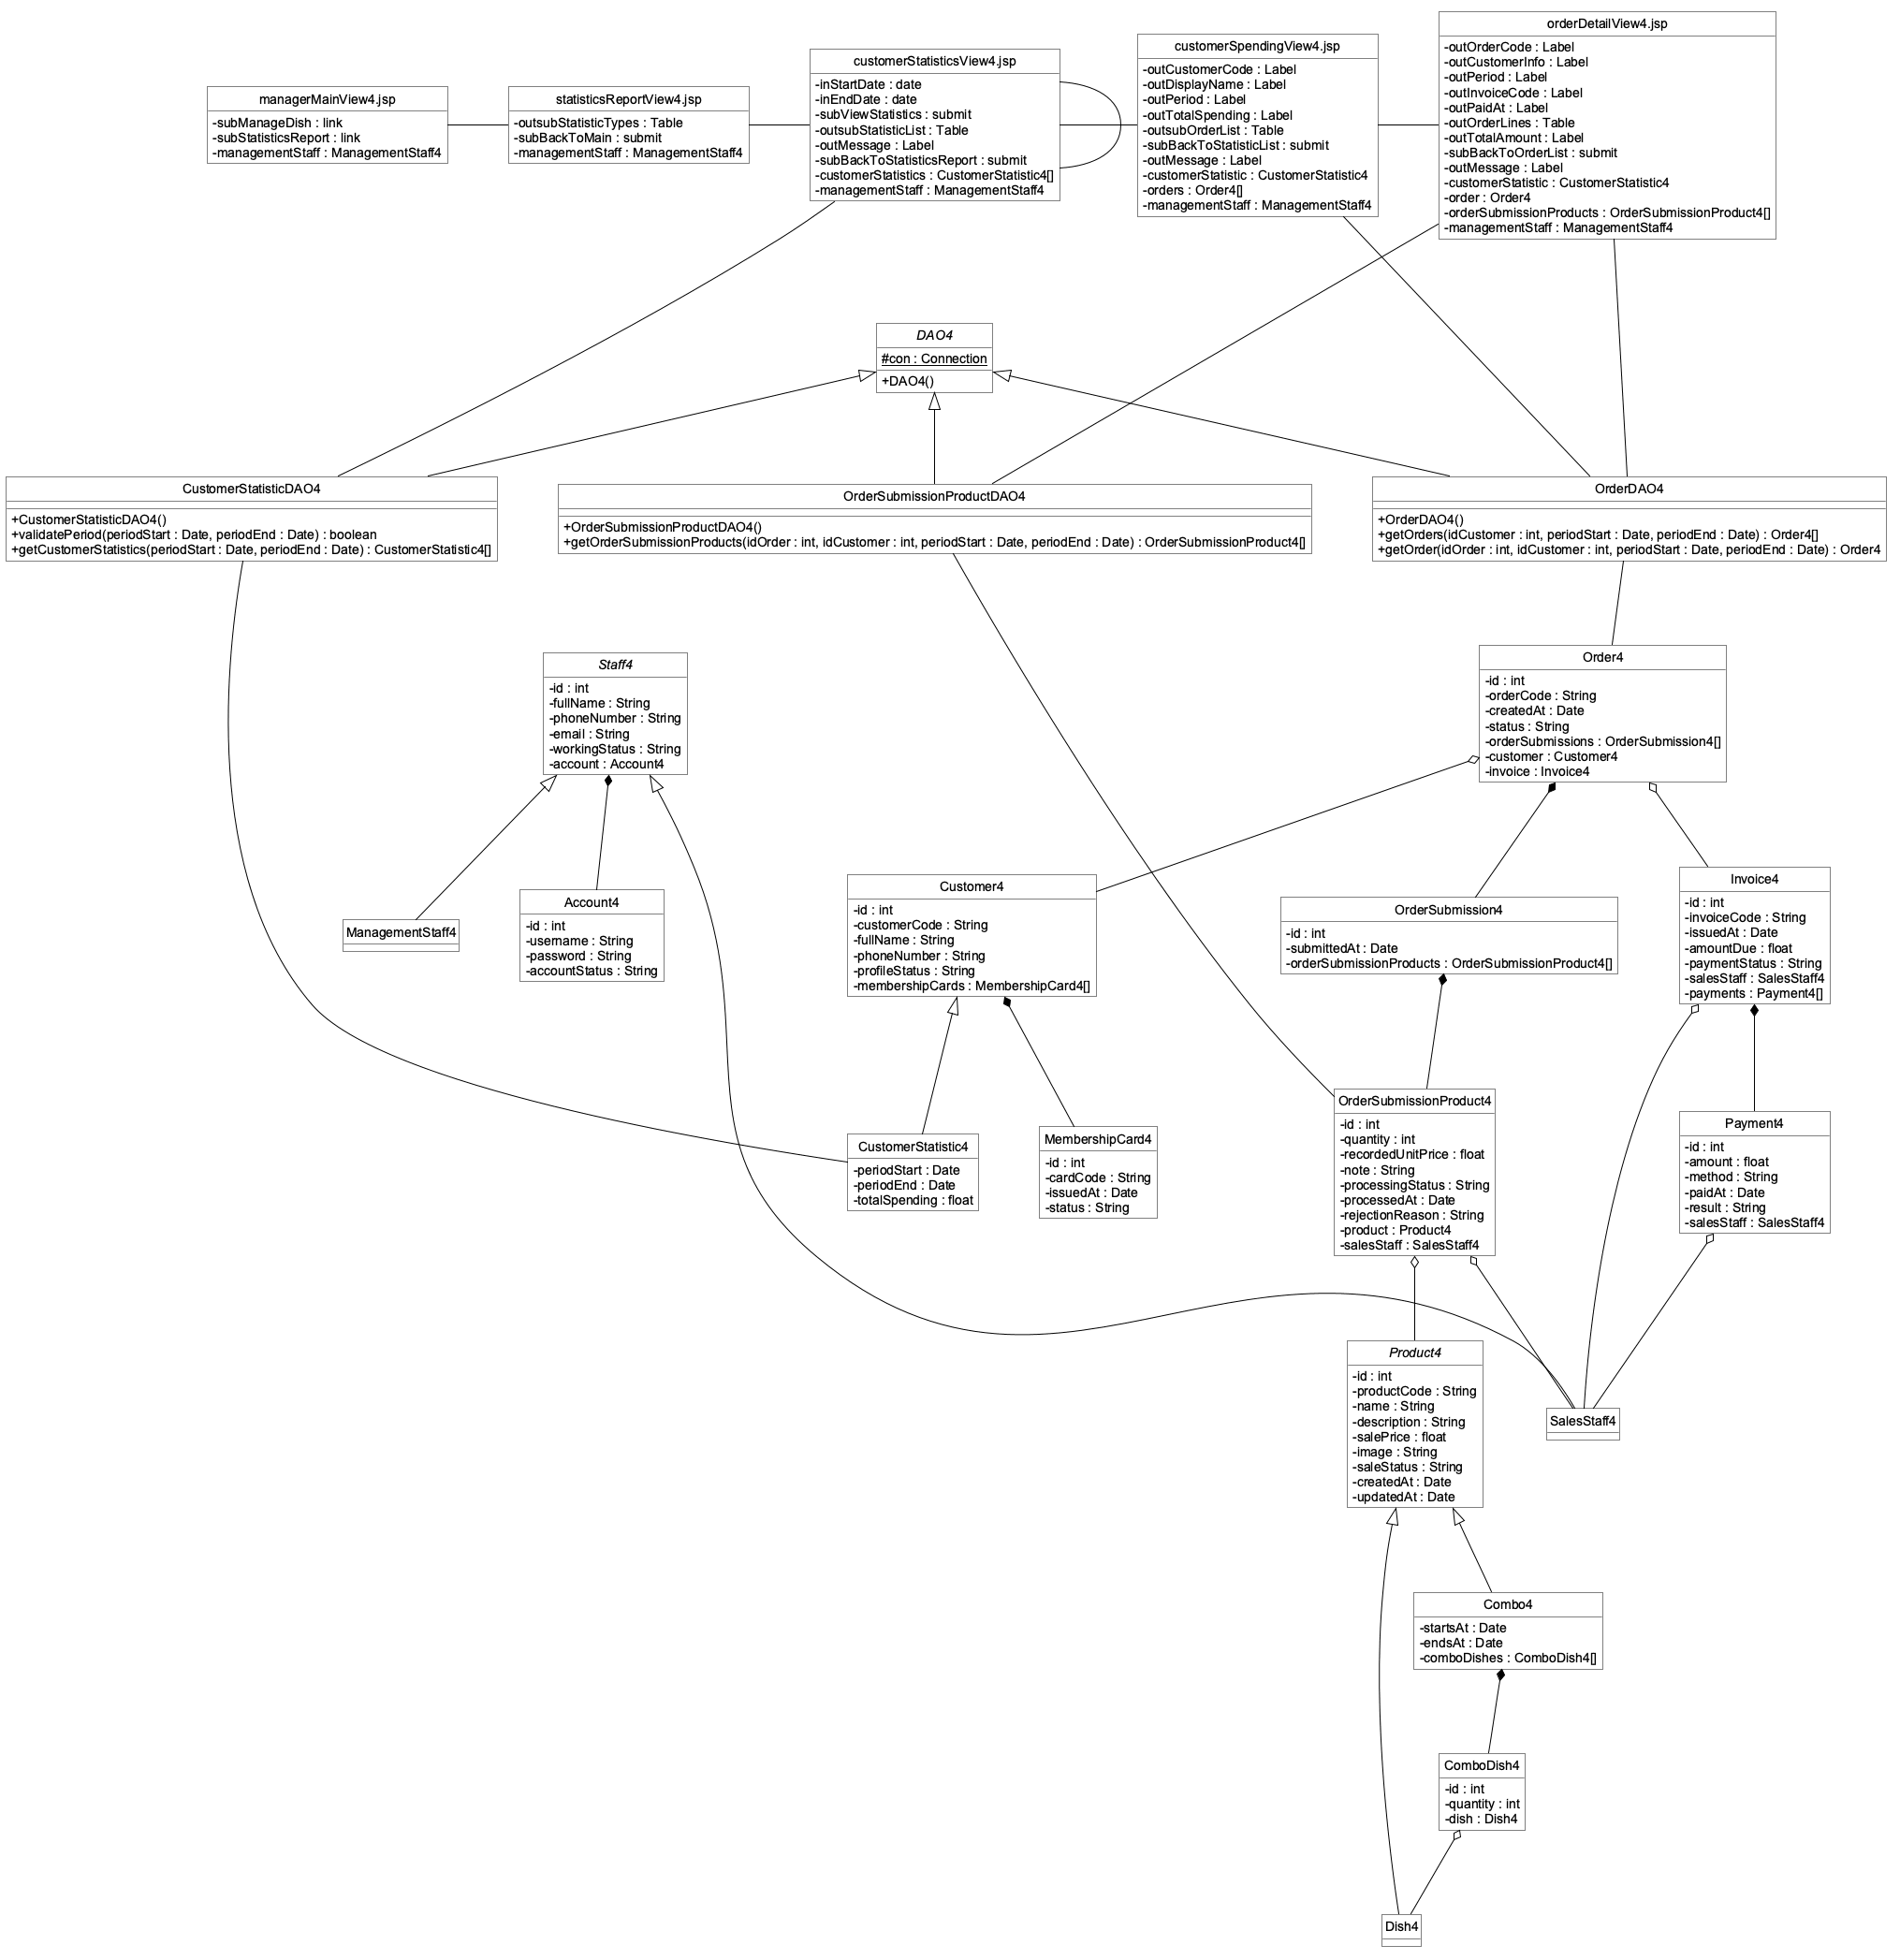 managerMainView4.jsp
-subManageDish : link
-subStatisticsReport : link
-managementStaff : ManagementStaff4
statisticsReportView4.jsp
-outsubStatisticTypes : Table
-subBackToMain : submit
-managementStaff : ManagementStaff4
customerStatisticsView4.jsp
-inStartDate : date
-inEndDate : date
-subViewStatistics : submit
-outsubStatisticList : Table
-outMessage : Label
-subBackToStatisticsReport : submit
-customerStatistics : CustomerStatistic4[]
-managementStaff : ManagementStaff4
customerSpendingView4.jsp
-outCustomerCode : Label
-outDisplayName : Label
-outPeriod : Label
-outTotalSpending : Label
-outsubOrderList : Table
-subBackToStatisticList : submit
-outMessage : Label
-customerStatistic : CustomerStatistic4
-orders : Order4[]
-managementStaff : ManagementStaff4
orderDetailView4.jsp
-outOrderCode : Label
-outCustomerInfo : Label
-outPeriod : Label
-outInvoiceCode : Label
-outPaidAt : Label
-outOrderLines : Table
-outTotalAmount : Label
-subBackToOrderList : submit
-outMessage : Label
-customerStatistic : CustomerStatistic4
-order : Order4
-orderSubmissionProducts : OrderSubmissionProduct4[]
-managementStaff : ManagementStaff4
DAO4
#con : Connection
+DAO4()
CustomerStatisticDAO4
+CustomerStatisticDAO4()
+validatePeriod(periodStart : Date, periodEnd : Date) : boolean
+getCustomerStatistics(periodStart : Date, periodEnd : Date) : CustomerStatistic4[]
OrderSubmissionProductDAO4
+OrderSubmissionProductDAO4()
+getOrderSubmissionProducts(idOrder : int, idCustomer : int, periodStart : Date, periodEnd : Date) : OrderSubmissionProduct4[]
OrderDAO4
+OrderDAO4()
+getOrders(idCustomer : int, periodStart : Date, periodEnd : Date) : Order4[]
+getOrder(idOrder : int, idCustomer : int, periodStart : Date, periodEnd : Date) : Order4
Staff4
-id : int
-fullName : String
-phoneNumber : String
-email : String
-workingStatus : String
-account : Account4
Order4
-id : int
-orderCode : String
-createdAt : Date
-status : String
-orderSubmissions : OrderSubmission4[]
-customer : Customer4
-invoice : Invoice4
ManagementStaff4
Account4
-id : int
-username : String
-password : String
-accountStatus : String
Customer4
-id : int
-customerCode : String
-fullName : String
-phoneNumber : String
-profileStatus : String
-membershipCards : MembershipCard4[]
OrderSubmission4
-id : int
-submittedAt : Date
-orderSubmissionProducts : OrderSubmissionProduct4[]
Invoice4
-id : int
-invoiceCode : String
-issuedAt : Date
-amountDue : float
-paymentStatus : String
-salesStaff : SalesStaff4
-payments : Payment4[]
CustomerStatistic4
-periodStart : Date
-periodEnd : Date
-totalSpending : float
MembershipCard4
-id : int
-cardCode : String
-issuedAt : Date
-status : String
OrderSubmissionProduct4
-id : int
-quantity : int
-recordedUnitPrice : float
-note : String
-processingStatus : String
-processedAt : Date
-rejectionReason : String
-product : Product4
-salesStaff : SalesStaff4
Payment4
-id : int
-amount : float
-method : String
-paidAt : Date
-result : String
-salesStaff : SalesStaff4
Product4
-id : int
-productCode : String
-name : String
-description : String
-salePrice : float
-image : String
-saleStatus : String
-createdAt : Date
-updatedAt : Date
SalesStaff4
Combo4
-startsAt : Date
-endsAt : Date
-comboDishes : ComboDish4[]
ComboDish4
-id : int
-quantity : int
-dish : Dish4
Dish4